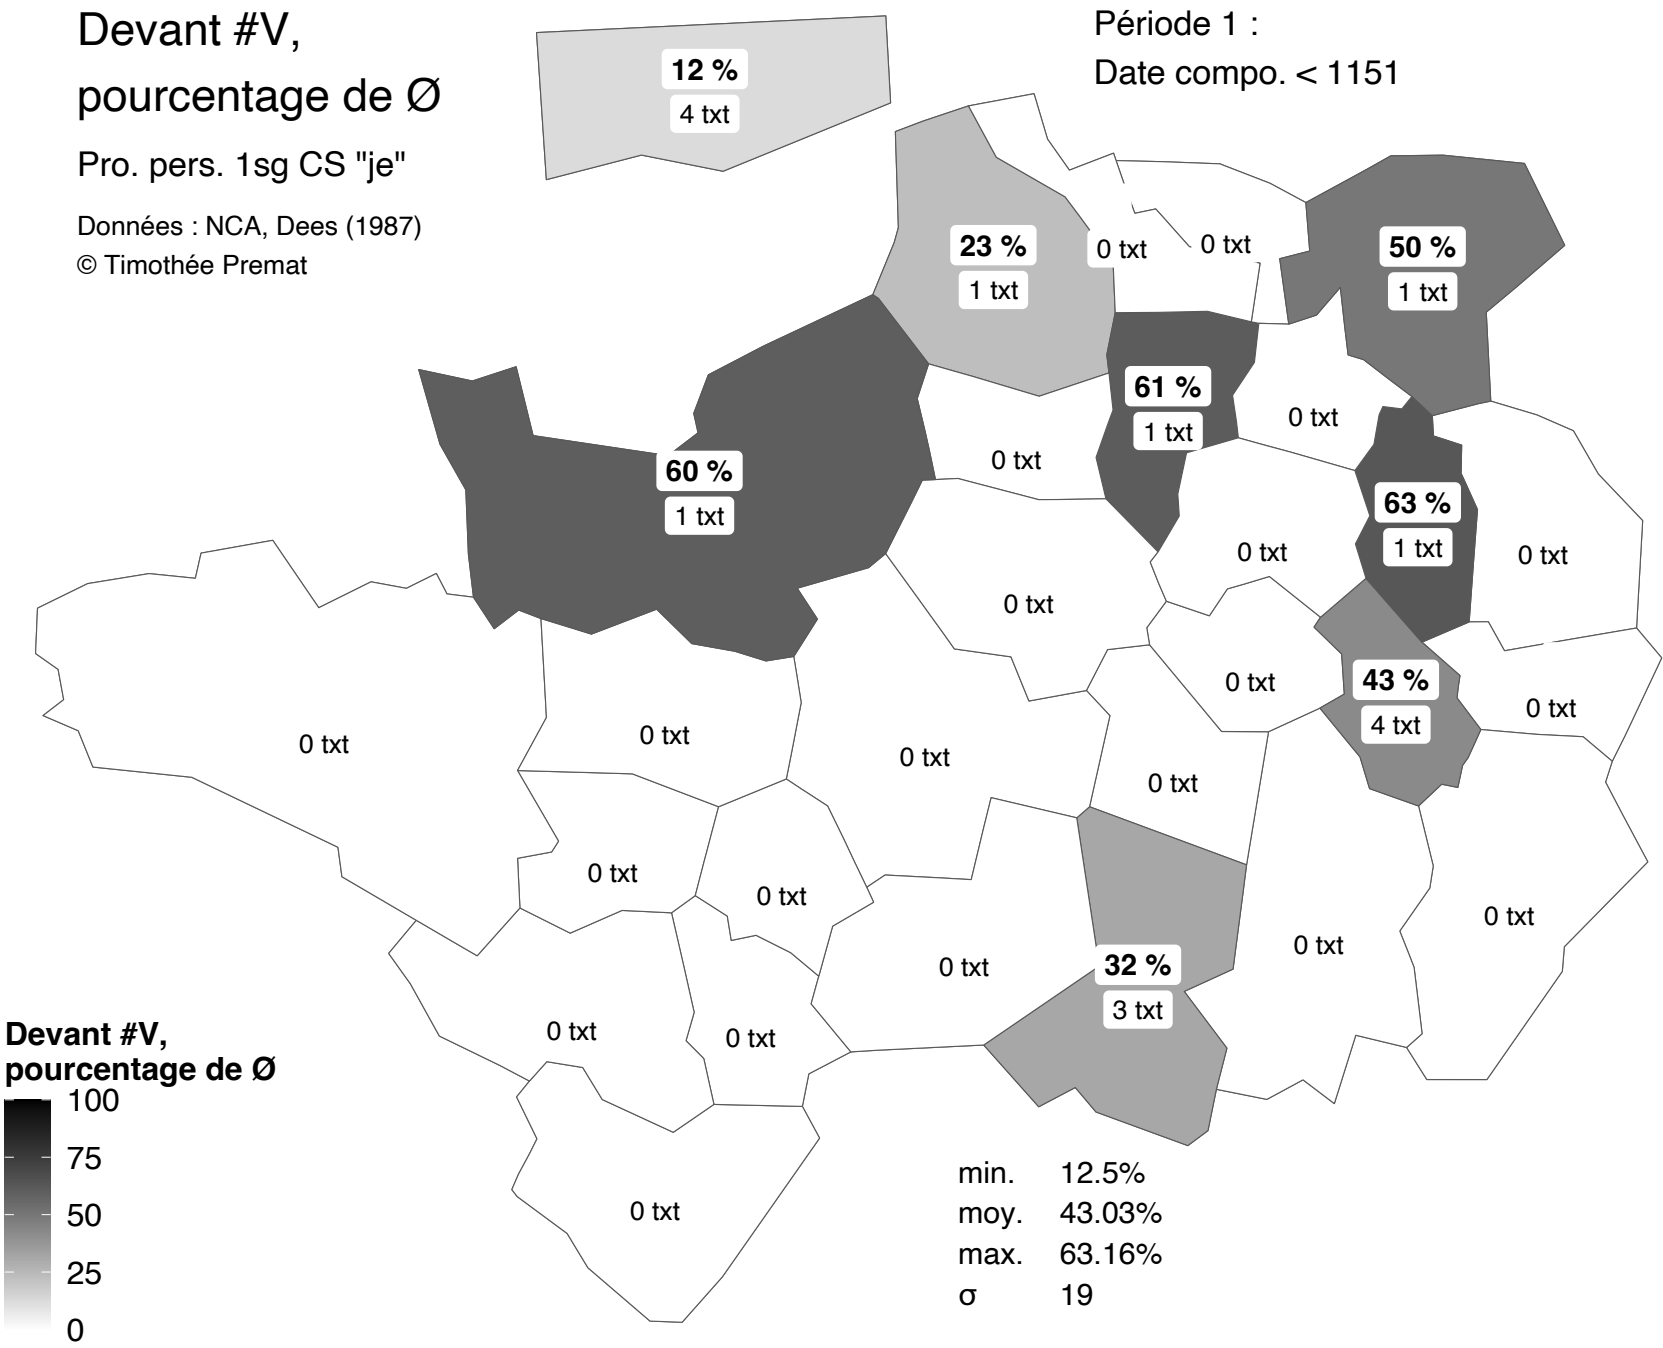 Devant #V,
pourcentage de Ø
Pro. pers. 1sg CS "je"
Données : NCA, Dees (1987)
© Timothée Premat
Période 1 :
Date compo. < 1151
12 %
4 txt
23 %
1 txt
0 txt
0 txt
50 %
1 txt
61 %
1 txt
0 txt
0 txt
60 %
1 txt
63 %
1 txt
0 txt
0 txt
0 txt
43 %
4 txt
0 txt
0 txt
0 txt
0 txt
0 txt
0 txt
0 txt
0 txt
0 txt
32 %
3 txt
0 txt
0 txt
0 txt
0 txt
0 txt
0 txt
Devant #V,
pourcentage de Ø
100
75
50
25
0
min. 12.5%
moy. 43.03%
max. 63.16%
σ 19